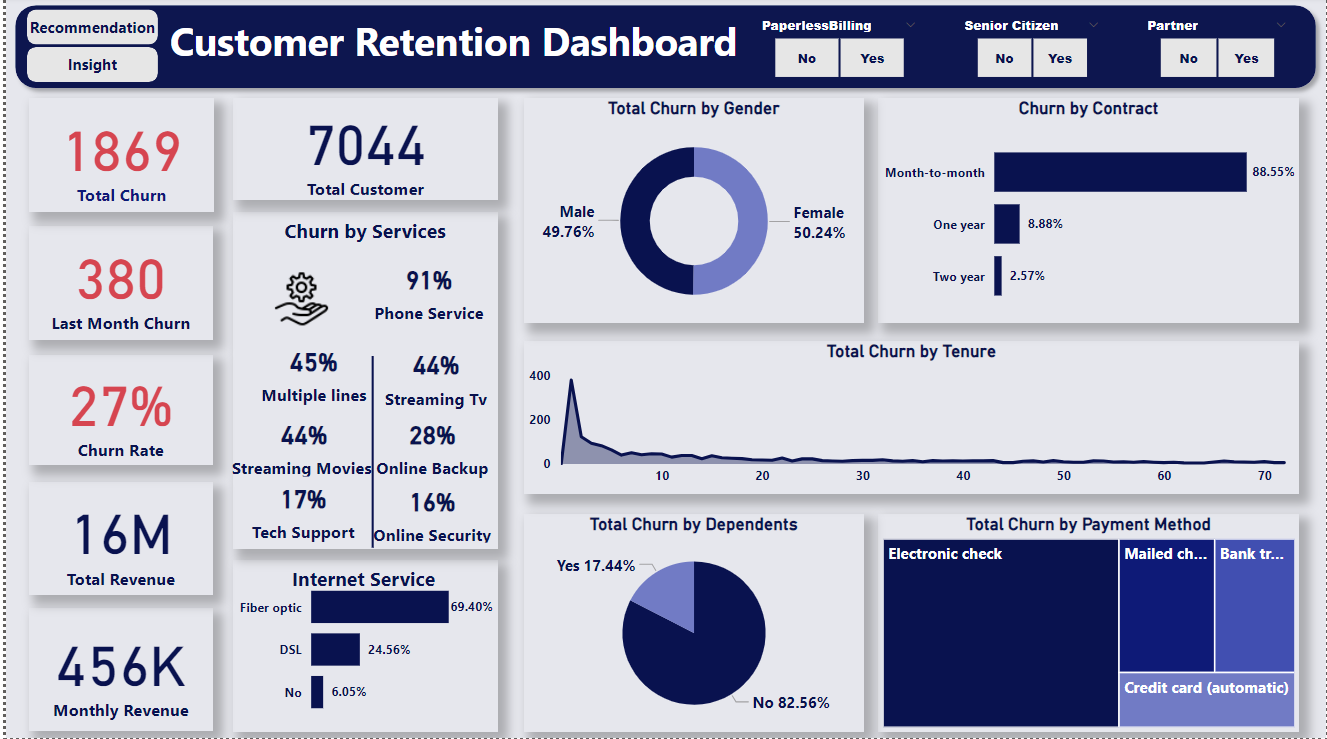 Recommendation
Insight
Customer Retention Dashboard
PaperlessBilling
No
Yes
Senior Citizen
No
Yes
Partner
No
Yes
1869
Total Churn
380
Last Month Churn
27%
Churn Rate
16M
Total Revenue
456K
Monthly Revenue
7044
Total Customer
Churn by Services
91%
Phone Service
45%
Multiple lines
44%
Streaming Tv
44%
Streaming Movies
28%
Online Backup
17%
Tech Support
16%
Online Security
Internet Service
Fiber optic
69.40%
DSL
24.56%
No
6.05%
Total Churn by Gender
Male
49.76%
Female
50.24%
Churn by Contract
Month-to-month
88.55%
One year
8.88%
Two year
2.57%
Total Churn by Tenure
400
200
0
10
20
30
40
50
60
70
Total Churn by Dependents
Yes 17.44%
No 82.56%
Total Churn by Payment Method
Electronic check
Mailed ch...
Bank tr...
Credit card (automatic)